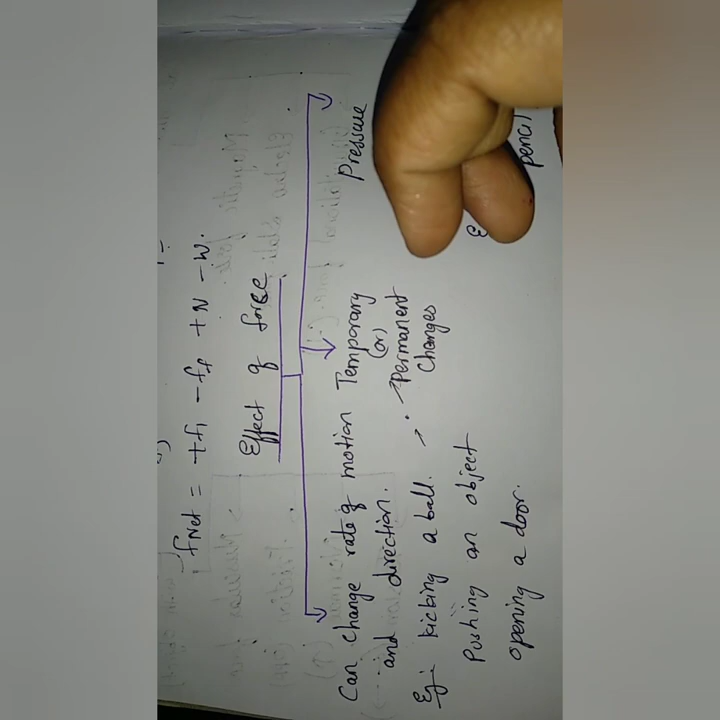 fNet = +f1 -ff +N -W.
Effect of force
Can change rate of motion
and direction.
Eg:- kicking a ball. →
Pushing an object
opening a door.
Temporary
(or)
Permanent
Changes
Pressure
E
pencil